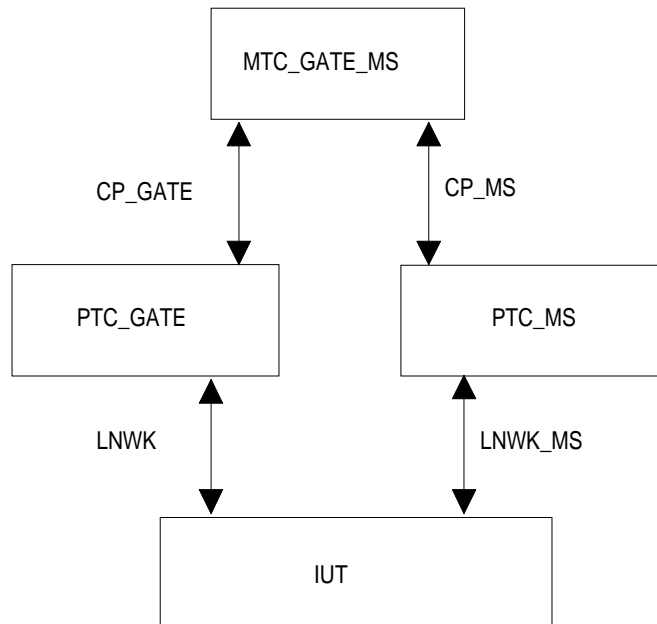 MTC_GATE_MS
CP_GATE
CP_MS
PTC_GATE
PTC_MS
LNWK
LNWK_MS
IUT